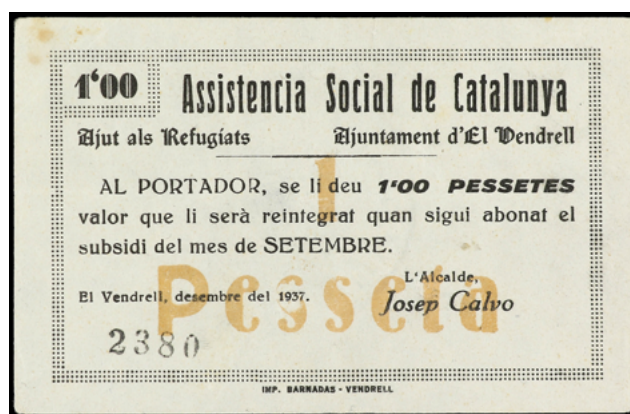 1'00 Assistencia Social de Catalunya
Ajut als Refugiats Ajuntament d'El Vendrell
AL PORTADOR, se li deu 1'00 PESSETES
valor que li serà reintegrat quan sigui abonat el
subsidi del mes de SETEMBRE.
1
Pesseta
El Vendrell, desembre del 1937.
L'Alcalde,
Josep Calvo
2380
IMP. BARNADAS - VENDRELL